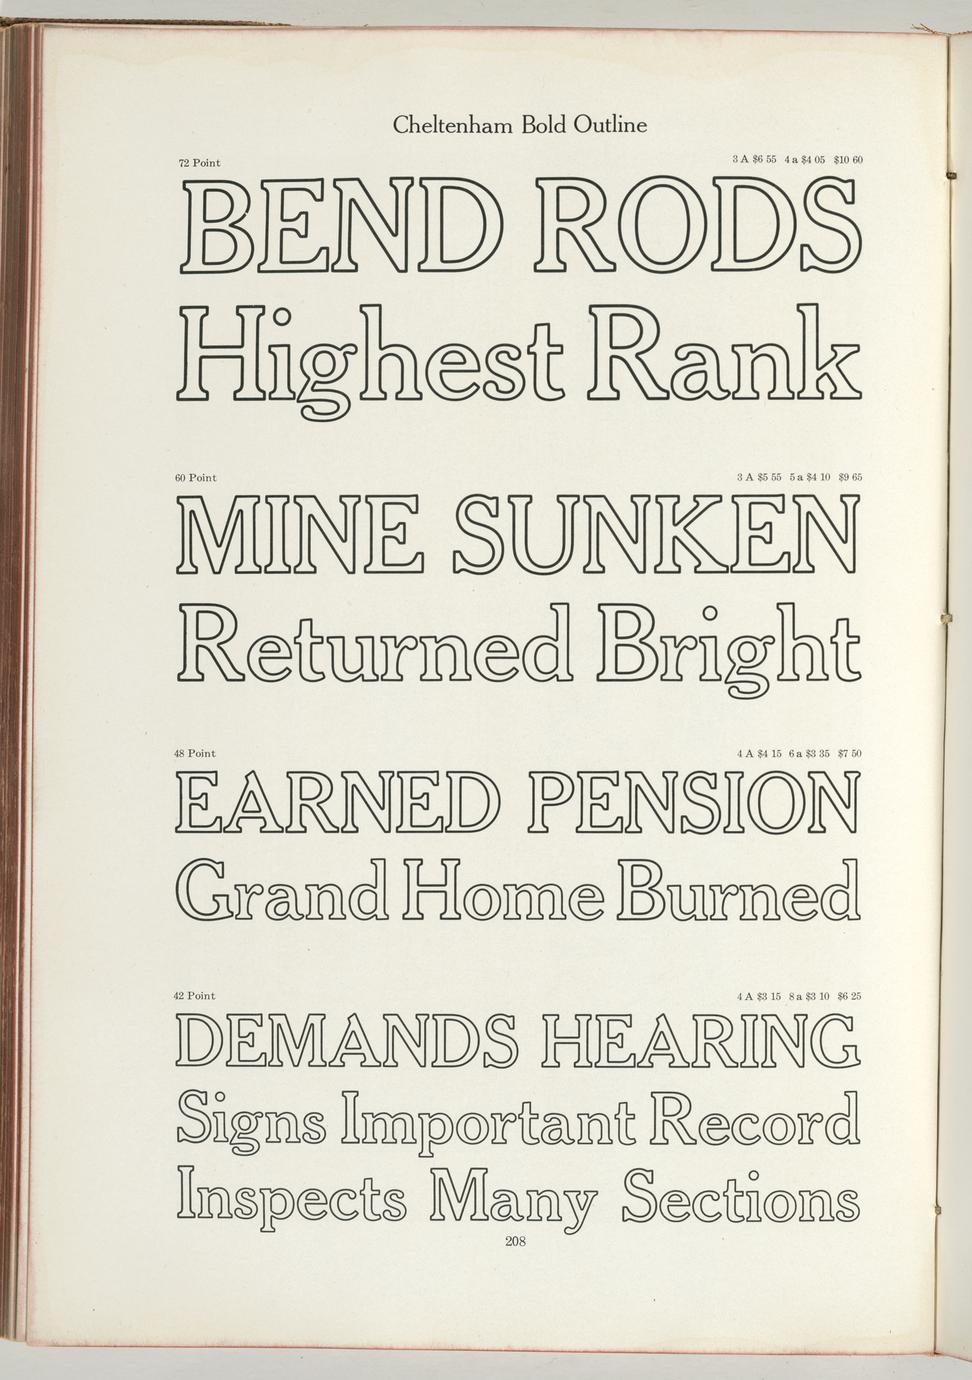 Cheltenham Bold Outline
72 Point 3 A $6 55 4 a $4 05 $10 60
BEND RODS
Highest Rank
60 Point 3 A $5 55 5 a $4 10 $9 65
MINE SUNKEN
Returned Bright
48 Point 4 A $4 15 6 a $3 35 $7 50
EARNED PENSION
Grand Home Burned
42 Point 4 A $3 15 8 a $3 10 $6 25
DEMANDS HEARING
Signs Important Record
Inspects Many Sections
208